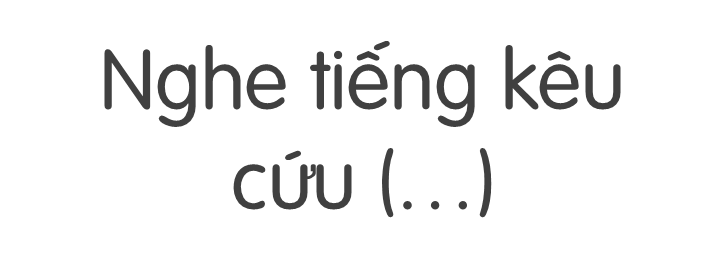 Nghe tiếng kêu
cứu (...)